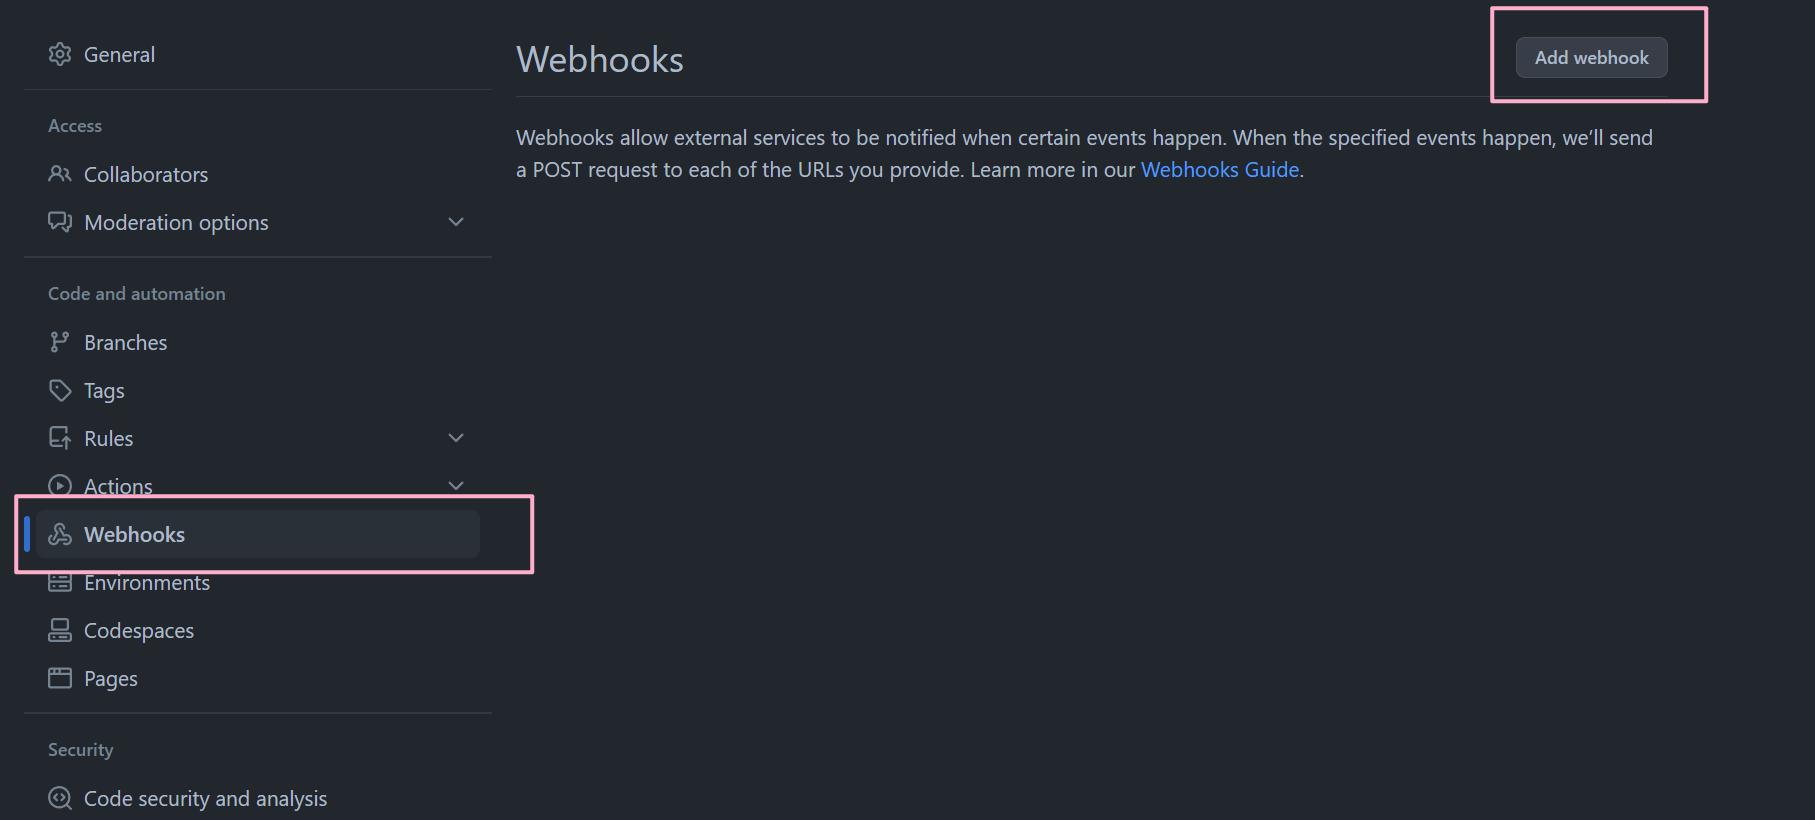 General
Access
Collaborators
Moderation options
Code and automation
Branches
Tags
Rules
Actions
Webhooks
Environments
Codespaces
Pages
Security
Code security and analysis
Webhooks
Add webhook
Webhooks allow external services to be notified when certain events happen. When the specified events happen, we’ll send
a POST request to each of the URLs you provide. Learn more in our Webhooks Guide.